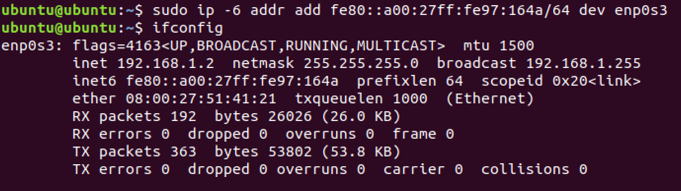 ubuntu@ubuntu:~$ sudo ip -6 addr add fe80::a00:27ff:fe97:164a/64 dev enp0s3
ubuntu@ubuntu:~$ ifconfig
enp0s3: flags=4163<UP,BROADCAST,RUNNING,MULTICAST>  mtu 1500
        inet 192.168.1.2  netmask 255.255.255.0  broadcast 192.168.1.255
        inet6 fe80::a00:27ff:fe97:164a  prefixlen 64  scopeid 0x20<link>
        ether 08:00:27:51:41:21  txqueuelen 1000  (Ethernet)
        RX packets 192  bytes 26026 (26.0 KB)
        RX errors 0  dropped 0  overruns 0  frame 0
        TX packets 363  bytes 53802 (53.8 KB)
        TX errors 0  dropped 0 overruns 0  carrier 0  collisions 0